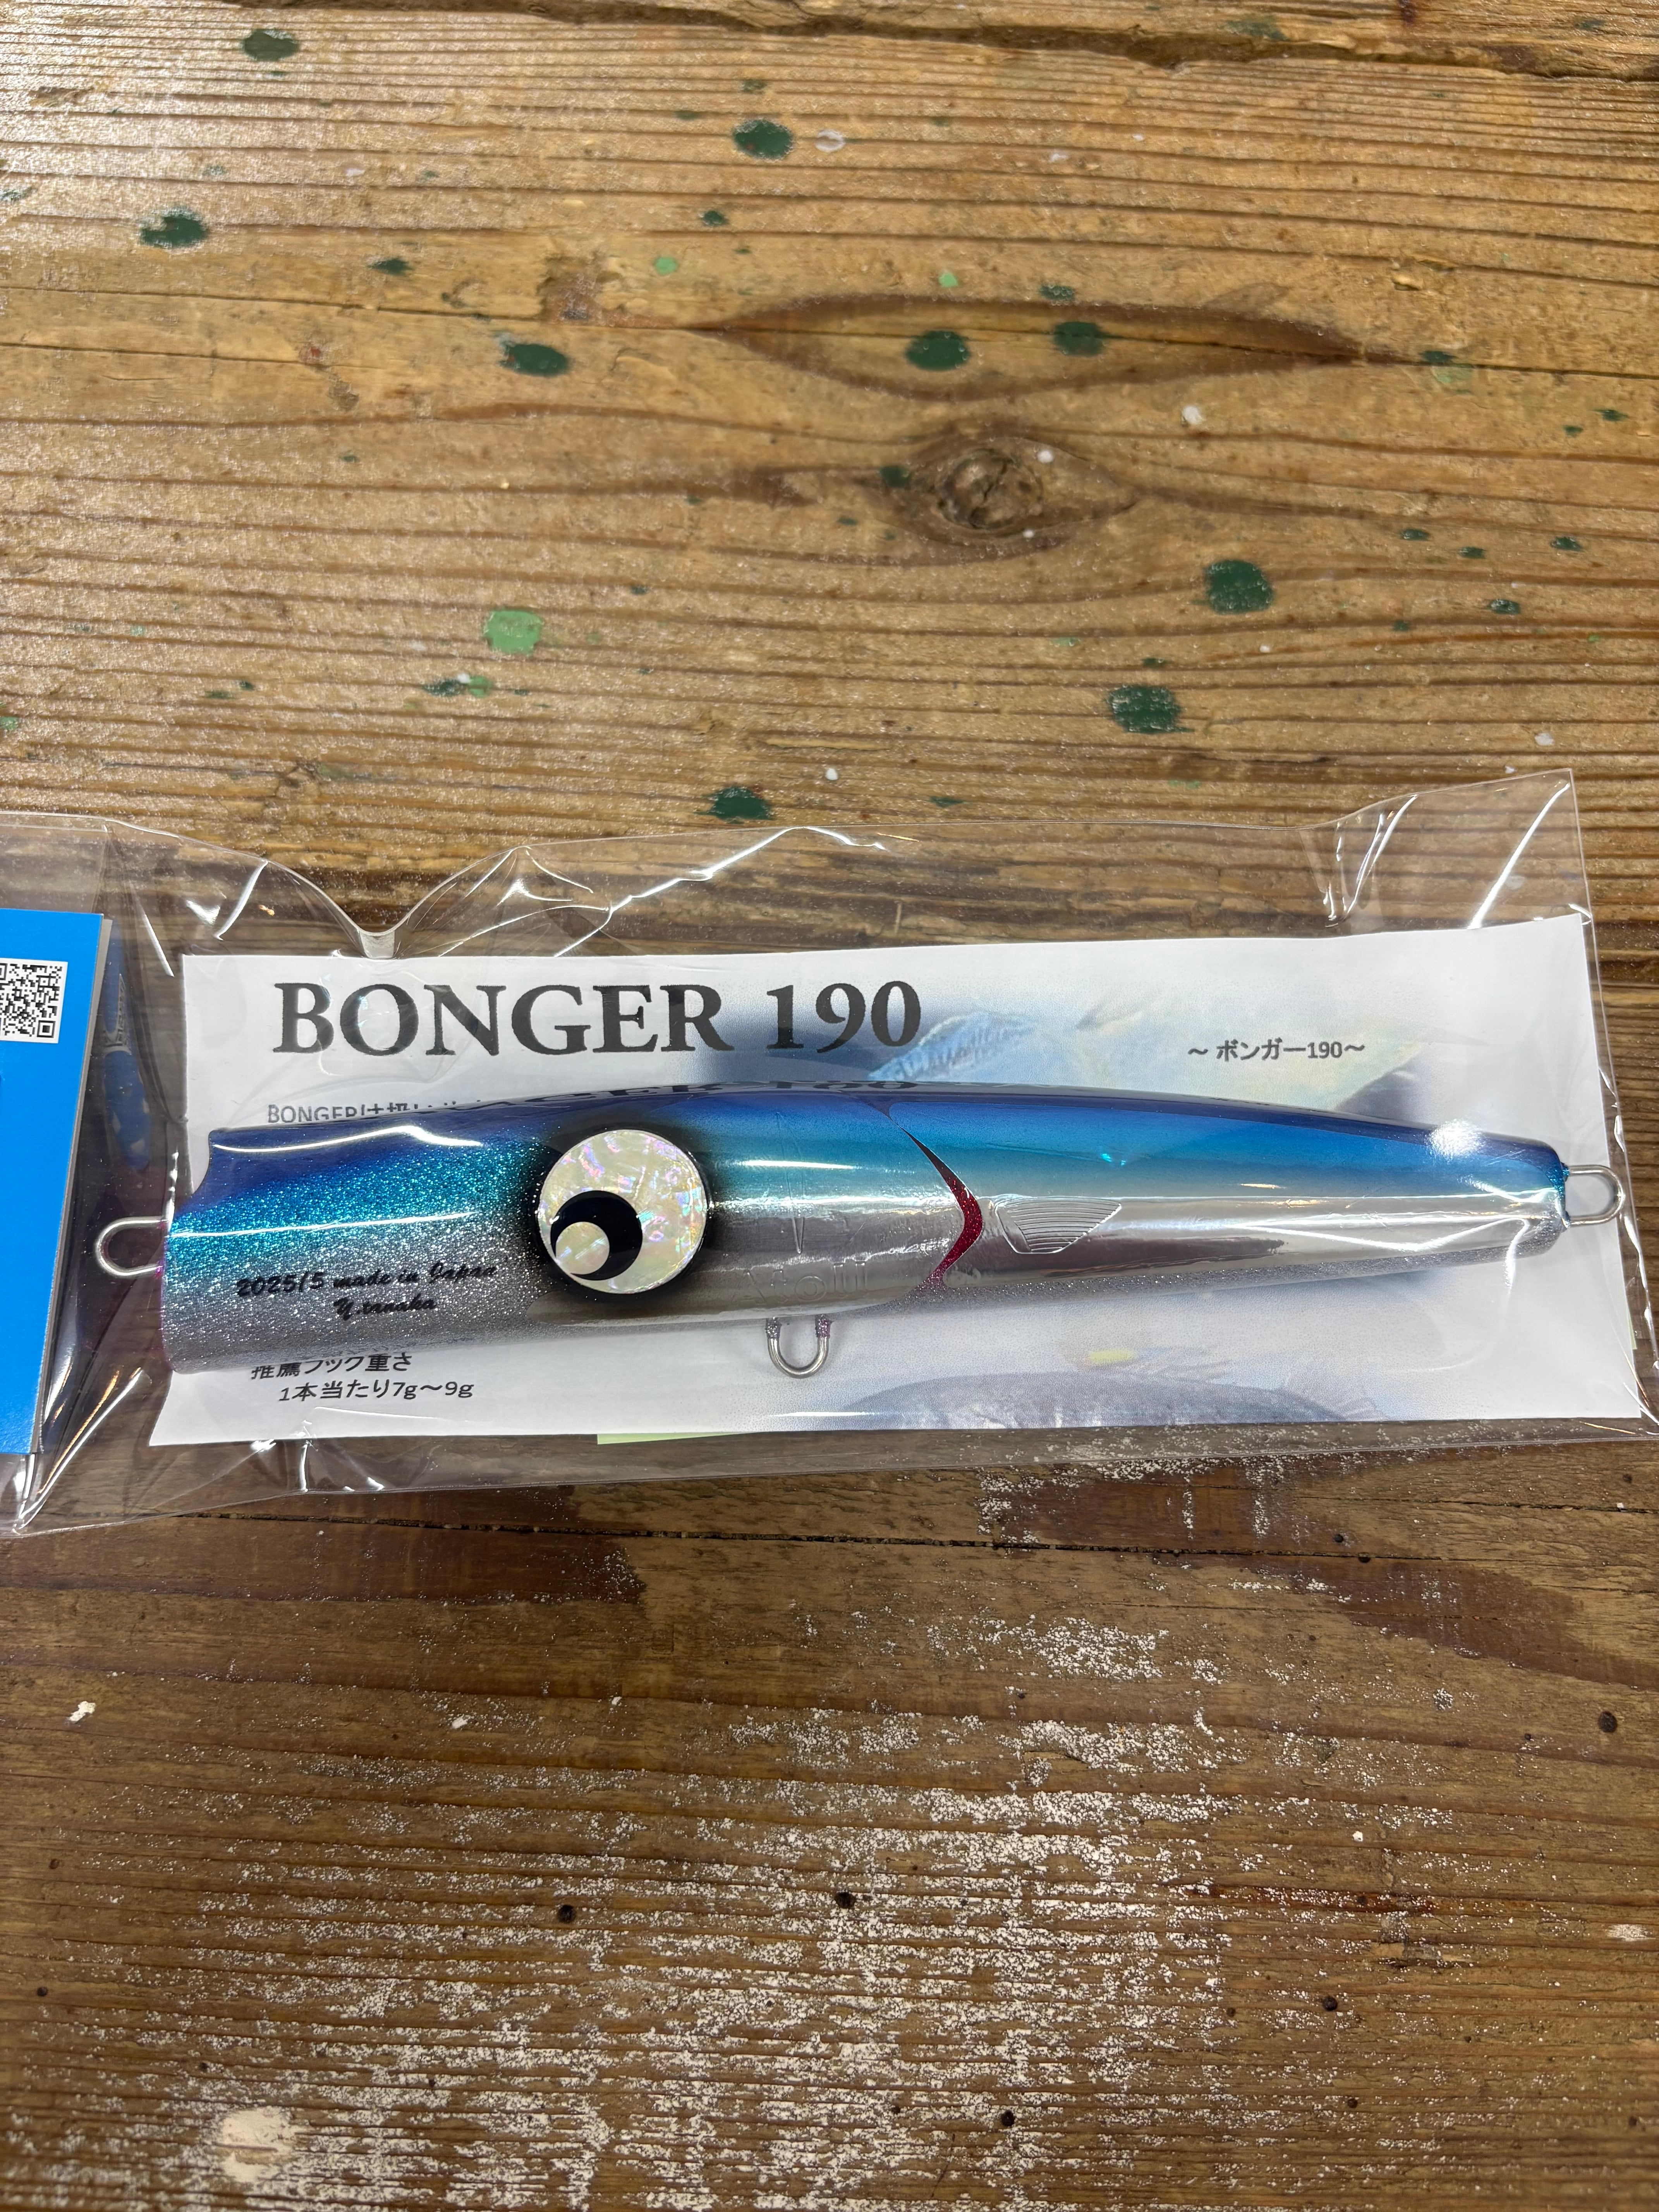 BONGER 190
～ ボンガー190～
2025/5 made in Japan
Y.tanaka
推薦フック重さ
1本当たり7g～9g